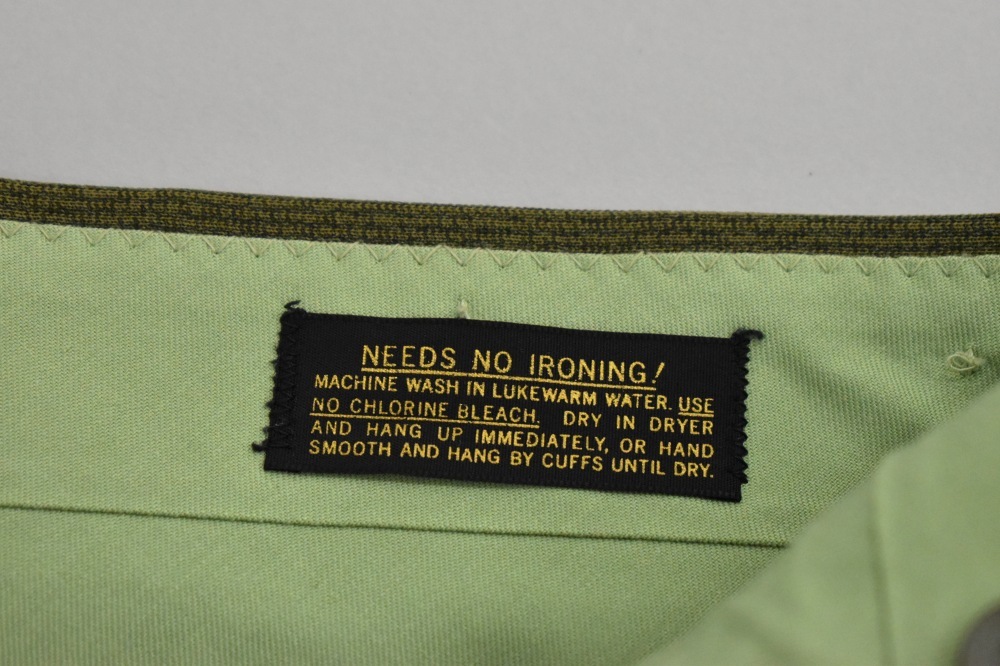 NEEDS NO IRONING!
MACHINE WASH IN LUKEWARM WATER. USE
NO CHLORINE BLEACH. DRY IN DRYER
AND HANG UP IMMEDIATELY, OR HAND
SMOOTH AND HANG BY CUFFS UNTIL DRY.